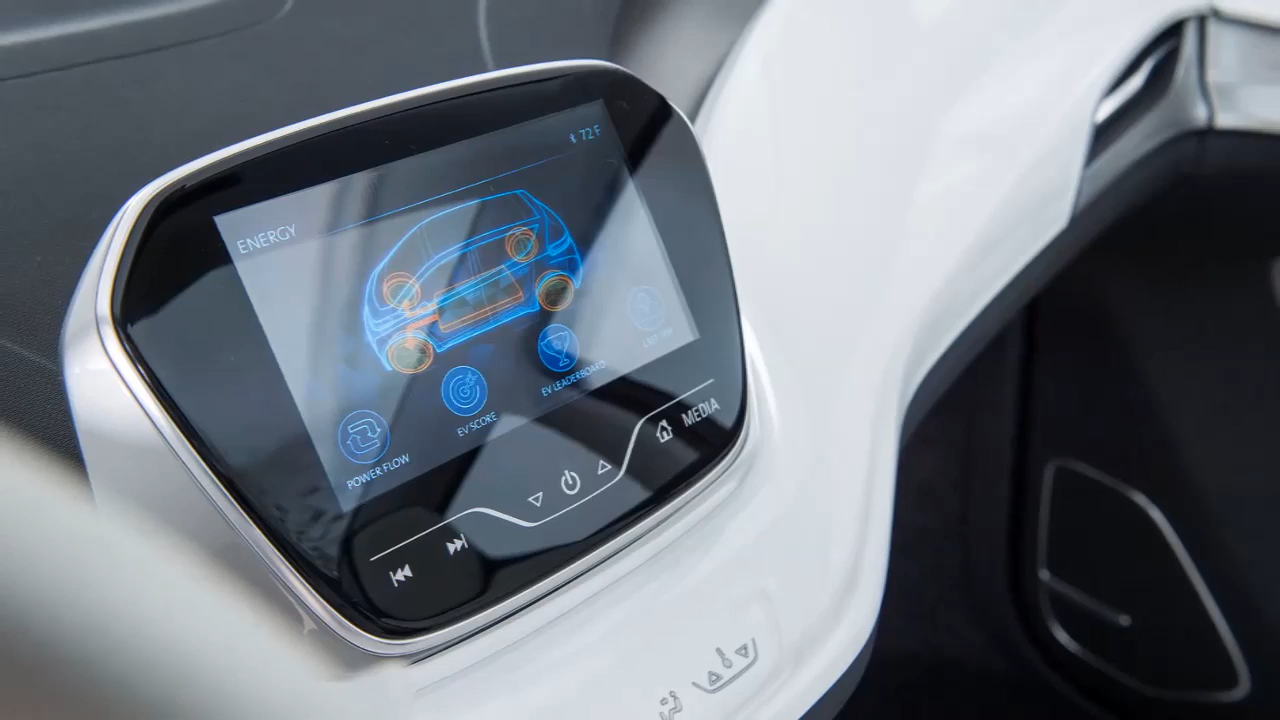 72 F
ENERGY
POWER FLOW
EV SCORE
EV LEADERBOARD
MEDIA